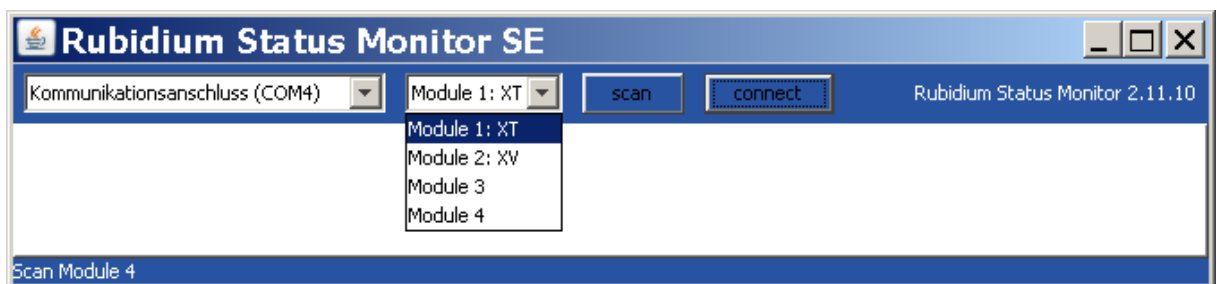 Rubidium Status Monitor SE
Kommunikationsanschluss (COM4) Module 1: XT scan connect Rubidium Status Monitor 2.11.10
Module 1: XT
Module 2: XV
Module 3
Module 4
Scan Module 4